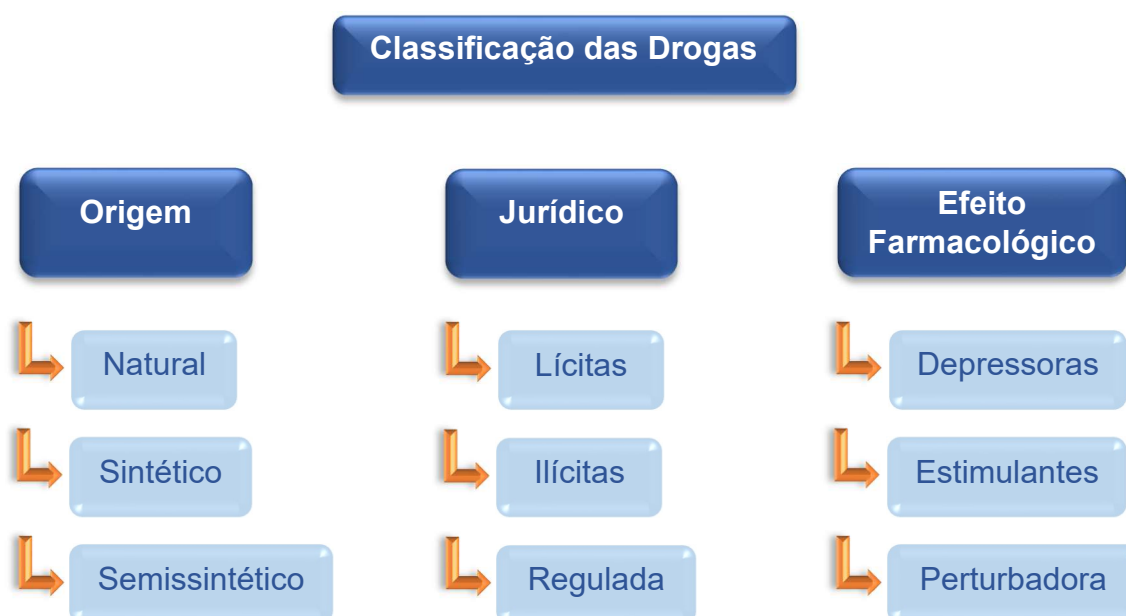 Classificação das Drogas
Origem
Natural
Sintético
Semissintético
Jurídico
Lícitas
Ilícitas
Regulada
Efeito
Farmacológico
Depressoras
Estimulantes
Perturbadora